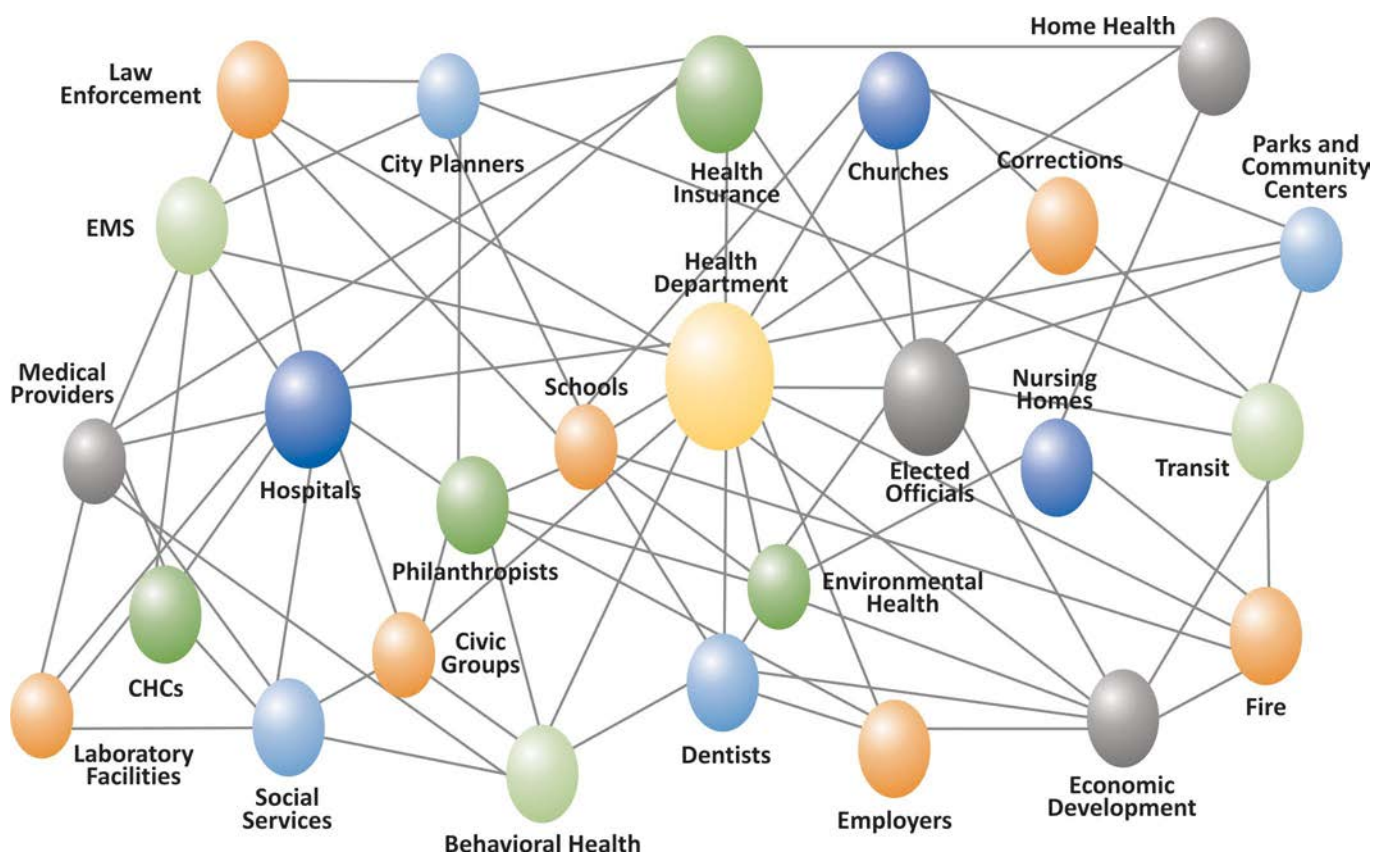 Home Health
Law
Enforcement
City Planners
Health
Insurance
Churches
Corrections
Parks and
Community
Centers
EMS
Health
Department
Medical
Providers
Schools
Nursing
Homes
Hospitals
Elected
Officials
Transit
Philanthropists
Environmental
Health
Civic
Groups
CHCs
Fire
Laboratory
Facilities
Dentists
Social
Services
Economic
Development
Employers
Behavioral Health